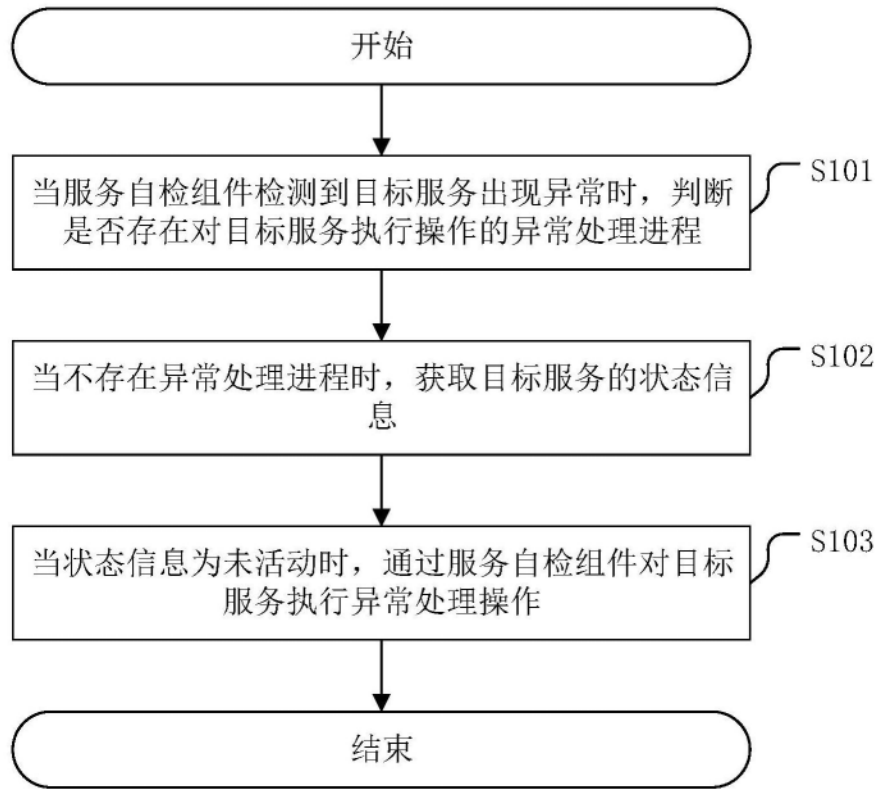 开始
当服务自检组件检测到目标服务出现异常时，判断
是否存在对目标服务执行操作的异常处理进程
S101
当不存在异常处理进程时，获取目标服务的状态信
息
S102
当状态信息为未活动时，通过服务自检组件对目标
服务执行异常处理操作
S103
结束